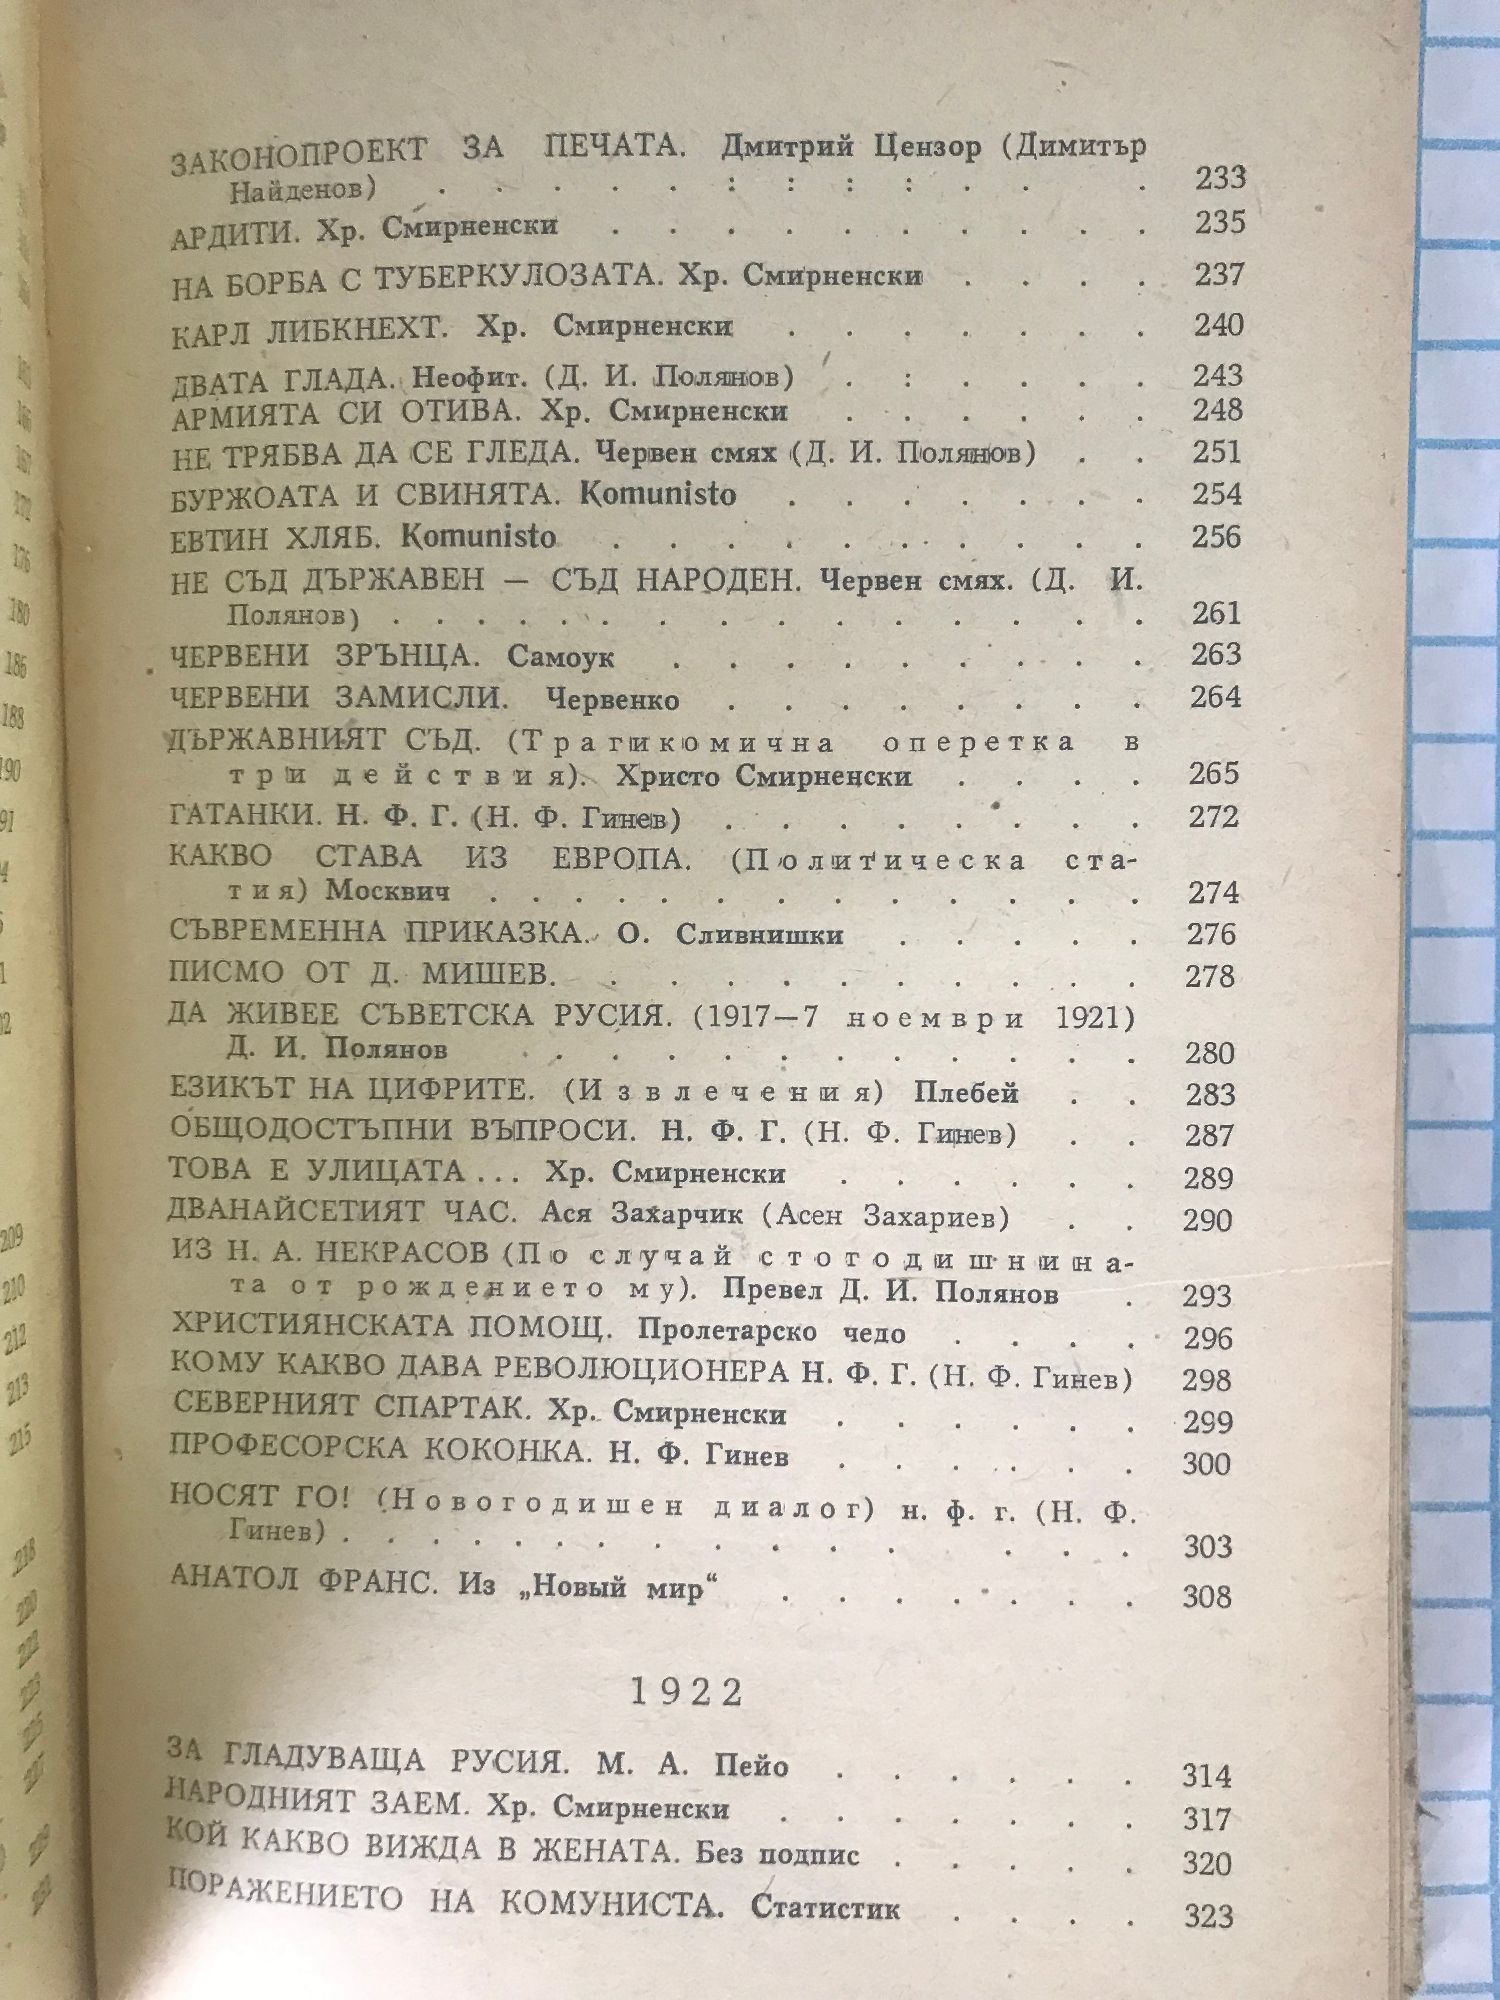 ЗАКОНОПРОЕКТ ЗА ПЕЧАТА. Дмитрий Цензор (Димитър
Найденов) . . . . . : : : : . . . 233
АРДИТИ. Хр. Смирненски . . . . . . . . . . 235
НА БОРБА С ТУБЕРКУЛОЗАТА. Хр. Смирненски . . . . 237
КАРЛ ЛИБКНЕХТ. Хр. Смирненски . . . . . . . 240
ДВАТА ГЛАДА. Неофит. (Д. И. Полянов) . : . . . . 243
АРМИЯТА СИ ОТИВА. Хр. Смирненски . . . . . . 248
НЕ ТРЯБВА ДА СЕ ГЛЕДА. Червен смях (Д. И. Полянов) . . 251
БУРЖОАТА И СВИНЯТА. Komunisto . . . . . . . 254
ЕВТИН ХЛЯБ. Komunisto . . . . . . . . . . 256
НЕ СЪД ДЪРЖАВЕН — СЪД НАРОДЕН. Червен смях. (Д. И.
Полянов) . . . . . . . . . . . . . . 261
ЧЕРВЕНИ ЗРЪНЦА. Самоук . . . . . . . . . 263
ЧЕРВЕНИ ЗАМИСЛИ. Червенко . . . . . . . . 264
ДЪРЖАВНИЯТ СЪД. (Трагикомична оперетка в
три действия). Христо Смирненски . . . . 265
ГАТАНКИ. Н. Ф. Г. (Н. Ф. Гинев) . . . . . . . . 272
КАКВО СТАВА ИЗ ЕВРОПА. (Политическа ста-
тия) Москвич . . . . . . . . . . . . 274
СЪВРЕМЕННА ПРИКАЗКА. О. Сливнишки . . . . . 276
ПИСМО ОТ Д. МИШЕВ. . . . . . . . . . . 278
ДА ЖИВЕЕ СЪВЕТСКА РУСИЯ. (1917—7 ноември 1921)
Д. И. Полянов . . . . . . . . . . . 280
ЕЗИКЪТ НА ЦИФРИТЕ. (Извлечения) Плебей . . 283
ОБЩОДОСТЪПНИ ВЪПРОСИ. Н. Ф. Г. (Н. Ф. Гинев) . . 287
ТОВА Е УЛИЦАТА... Хр. Смирненски . . . . . . 289
ДВАНАЙСЕТИЯТ ЧАС. Ася Захарчик (Асен Захариев) . . 290
ИЗ Н. А. НЕКРАСОВ (По случай стогодишнина-
та от рождението му). Превел Д. И. Полянов . 293
ХРИСТИЯНСКАТА ПОМОЩ. Пролетарско чедо . . . . 296
КОМУ КАКВО ДАВА РЕВОЛЮЦИОНЕРА Н. Ф. Г. (Н. Ф. Гинев) 298
СЕВЕРНИЯТ СПАРТАК. Хр. Смирненски . . . . . . 299
ПРОФЕСОРСКА КОКОНКА. Н. Ф. Гинев . . . . . . 300
НОСЯТ ГО! (Новогодишен диалог) н. ф. г. (Н. Ф.
Гинев) . . . . . . . . . . . . . . 303
АНАТОЛ ФРАНС. Из „Новый мир“ . . . . . . . 308
1922
ЗА ГЛАДУВАЩА РУСИЯ. М. А. Пейо . . . . . . 314
НАРОДНИЯТ ЗАЕМ. Хр. Смирненски . . . . . . . 317
КОЙ КАКВО ВИЖДА В ЖЕНАТА. Без подпис . . . . . 320
ПОРАЖЕНИЕТО НА КОМУНИСТА. Статистик . . . . 323